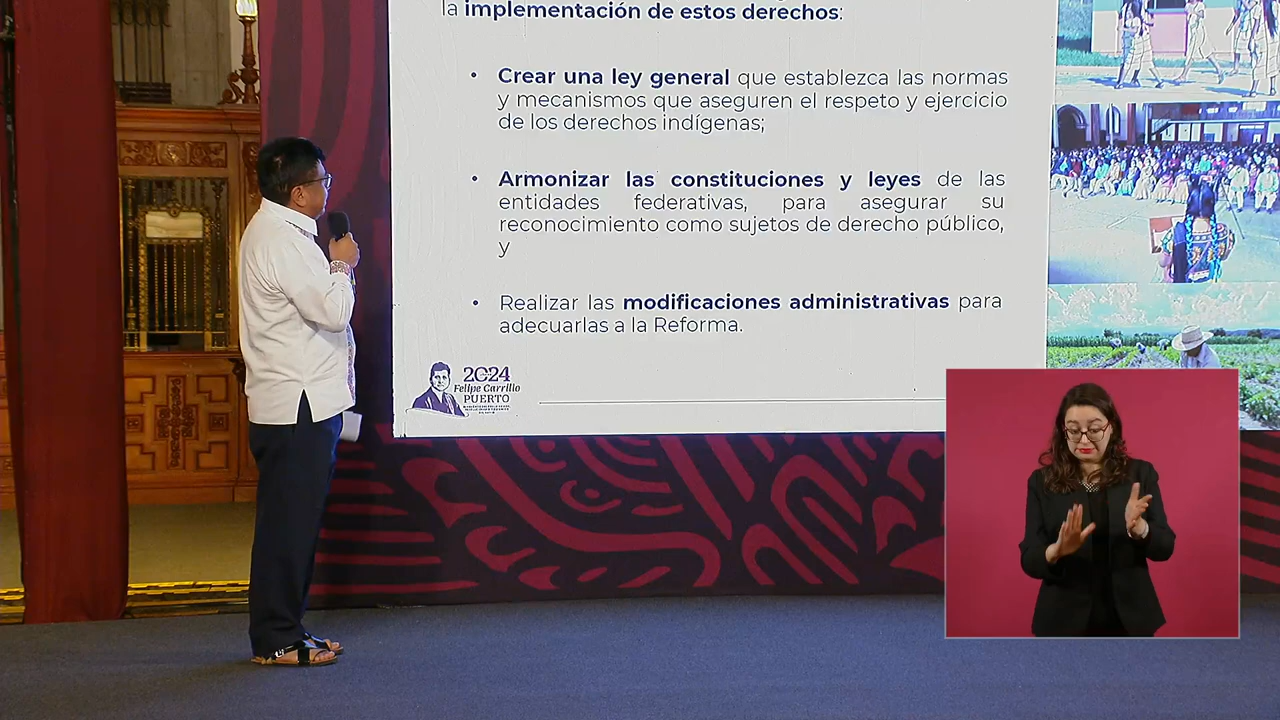 la implementación de estos derechos:
• Crear una ley general que establezca las normas
y mecanismos que aseguren el respeto y ejercicio
de los derechos indígenas;
• Armonizar las constituciones y leyes de las
entidades federativas, para asegurar su
reconocimiento como sujetos de derecho público,
y
• Realizar las modificaciones administrativas para
adecuarlas a la Reforma.
2024
Felipe Carrillo
PUERTO